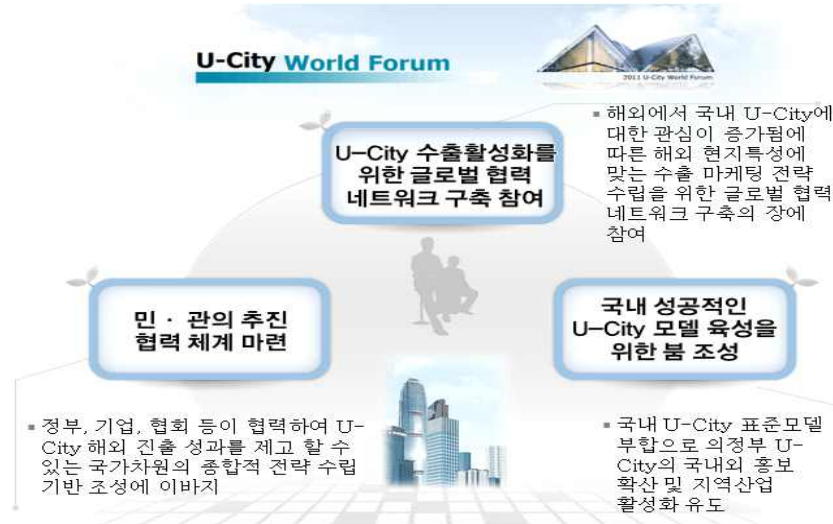 U-City World Forum
2011 U-City World Forum
U-City 수출활성화를
위한 글로벌 협력
네트워크 구축 참여
▪ 해외에서 국내 U-City에
대한 관심이 증가됨에
따른 해외 현지특성에
맞는 수출 마케팅 전략
수립을 위한 글로벌 협력
네트워크 구축의 장에
참여
민 · 관의 추진
협력 체계 마련
국내 성공적인
U-City 모델 육성을
위한 붐 조성
▪ 정부, 기업, 협회 등이 협력하여 U-
City 해외 진출 성과를 제고 할 수
있는 국가차원의 종합적 전략 수립
기반 조성에 이바지
▪ 국내 U-City 표준모델
부합으로 의정부 U-
City의 국내외 홍보
확산 및 지역산업
활성화 유도